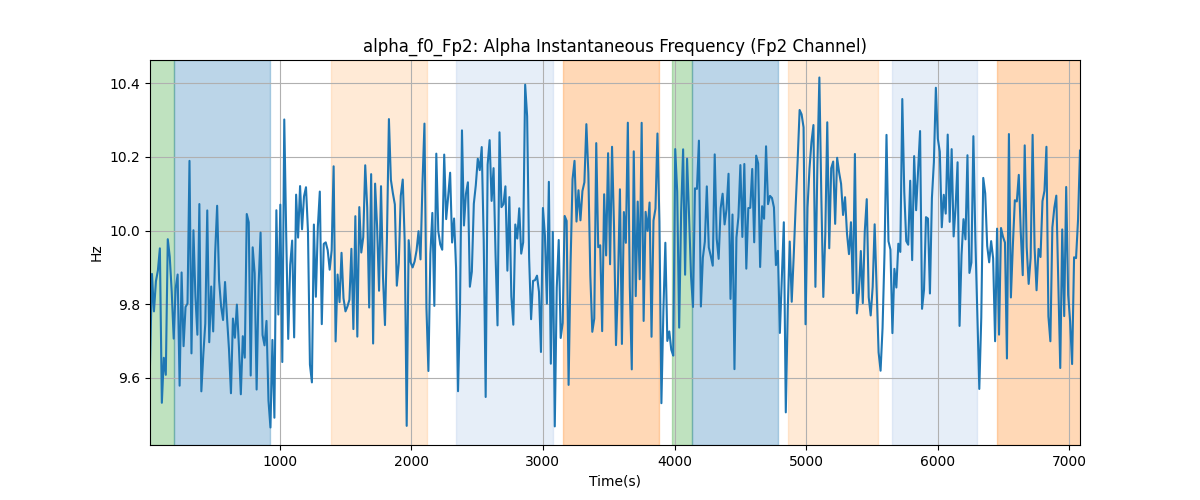 alpha_f0_Fp2: Alpha Instantaneous Frequency (Fp2 Channel)
10.4
10.2
10.0
9.8
9.6
Hz
1000 2000 3000 4000 5000 6000 7000
Time(s)